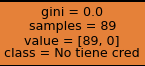 gini = 0.0
samples = 89
value = [89, 0]
class = No tiene cred